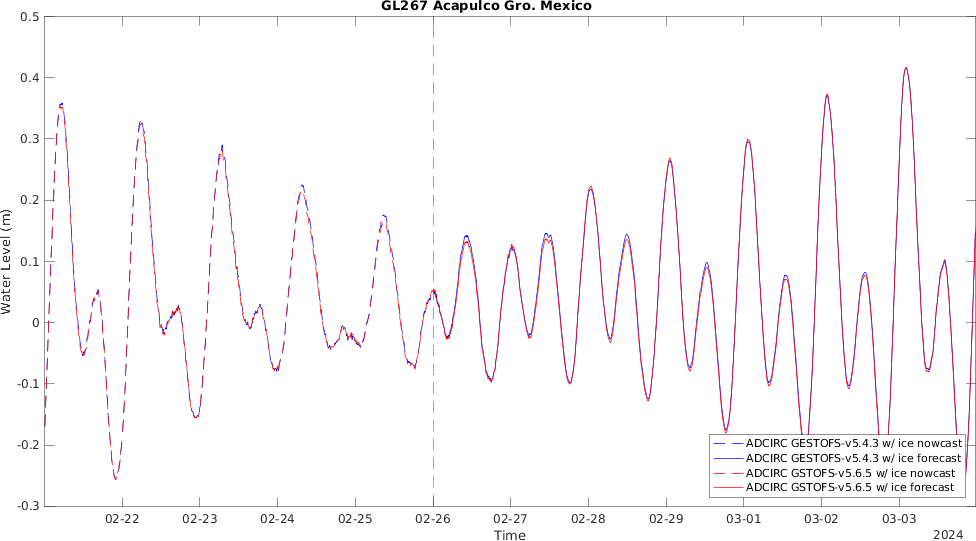 GL267 Acapulco Gro. Mexico
0.5
0.4
0.3
0.2
0.1
0
-0.1
-0.2
-0.3
Water Level (m)
ADCIRC GESTOFS-v5.4.3 w/ ice nowcast
ADCIRC GESTOFS-v5.4.3 w/ ice forecast
ADCIRC GSTOFS-v5.6.5 w/ ice nowcast
ADCIRC GSTOFS-v5.6.5 w/ ice forecast
02-22 02-23 02-24 02-25 02-26 02-27 02-28 02-29 03-01 03-02 03-03
Time
2024